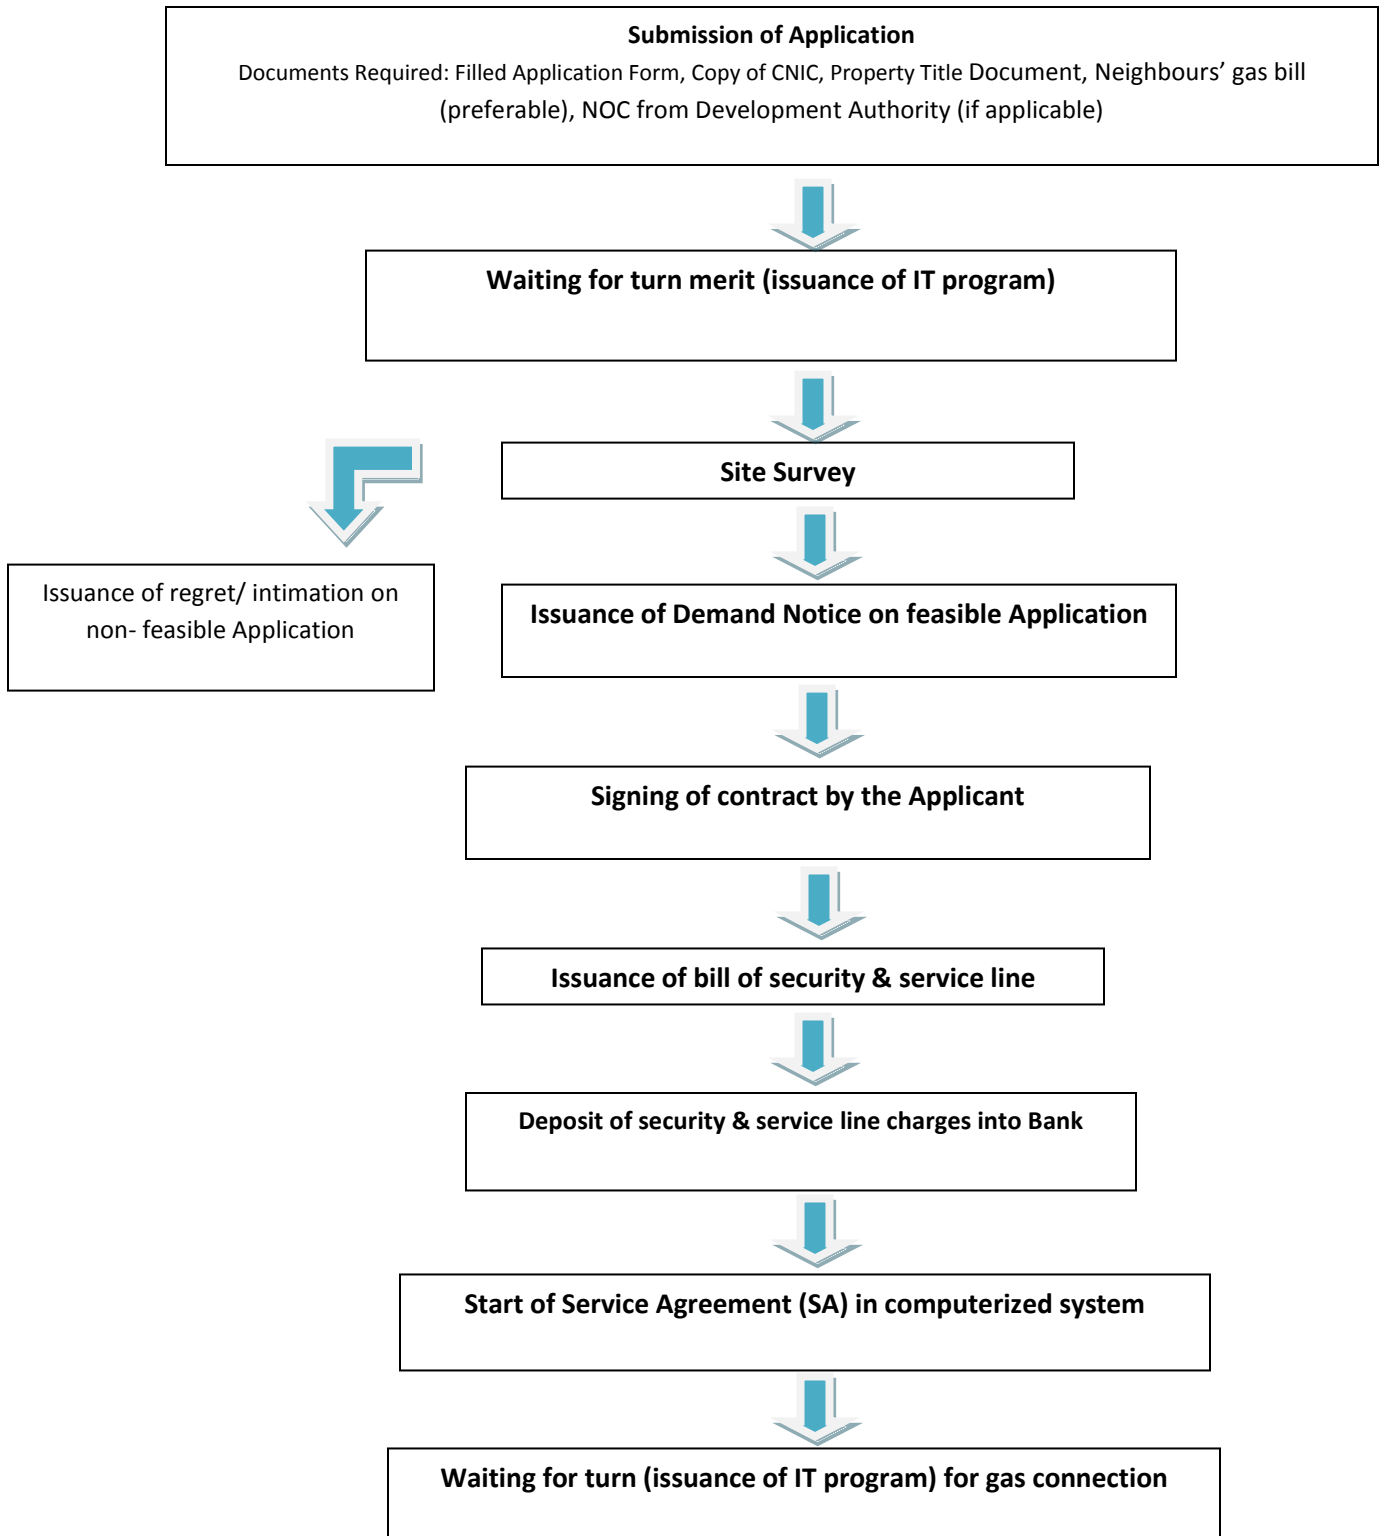 Submission of Application
Documents Required: Filled Application Form, Copy of CNIC, Property Title Document, Neighbours’ gas bill
(preferable), NOC from Development Authority (if applicable)
Waiting for turn merit (issuance of IT program)
Site Survey
Issuance of regret/ intimation on
non- feasible Application
Issuance of Demand Notice on feasible Application
Signing of contract by the Applicant
Issuance of bill of security & service line
Deposit of security & service line charges into Bank
Start of Service Agreement (SA) in computerized system
Waiting for turn (issuance of IT program) for gas connection